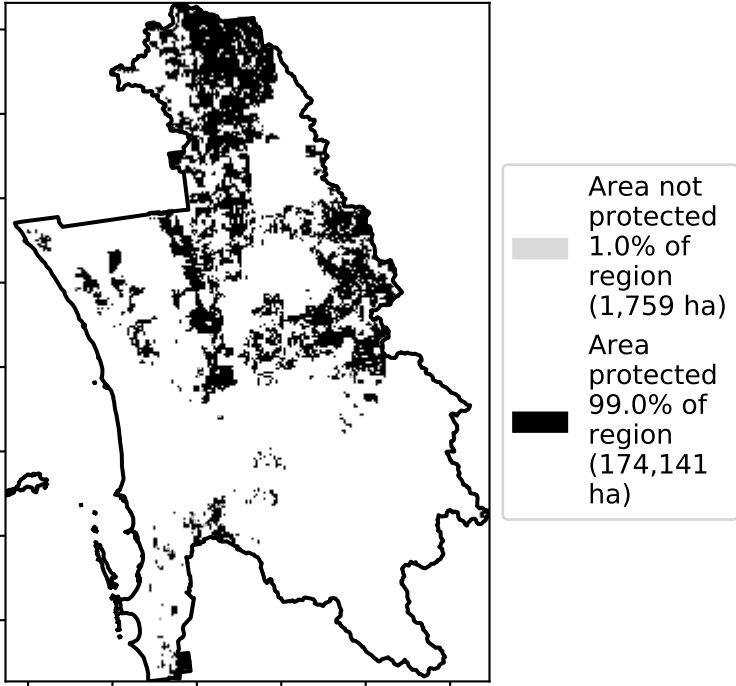 Area not
protected
1.0% of
region
(1,759 ha)
Area
protected
99.0% of
region
(174,141
ha)